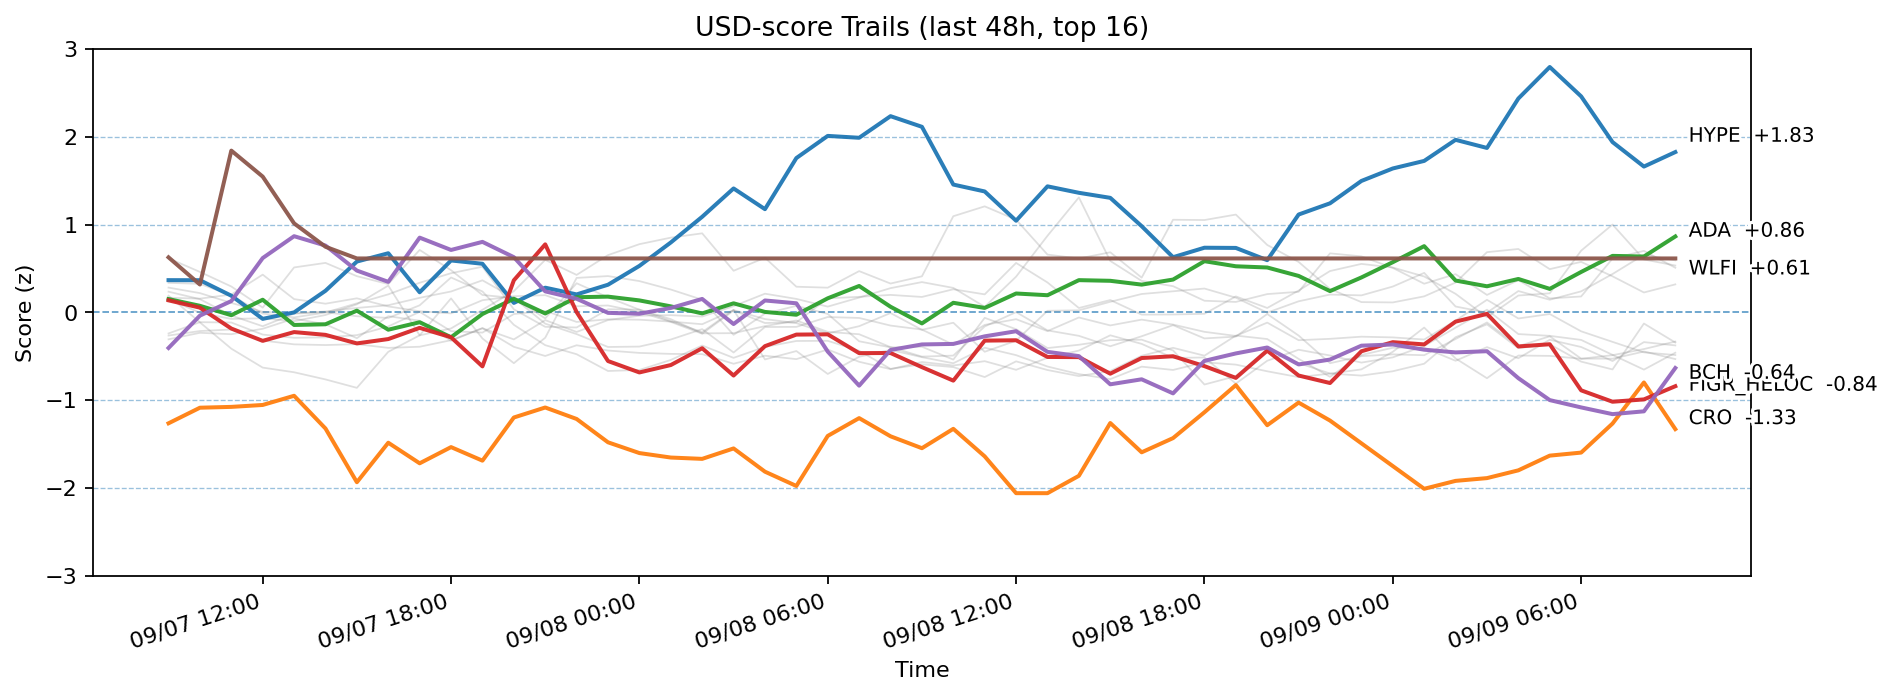 USD-score Trails (last 48h, top 16)
Score (z)
3
2
1
0
−1
−2
−3
HYPE +1.83
ADA +0.86
WLFI +0.61
BCH -0.64
FIGR_HELOC -0.84
CRO -1.33
09/07 12:00
09/07 18:00
09/08 00:00
09/08 06:00
09/08 12:00
09/08 18:00
09/09 00:00
09/09 06:00
Time